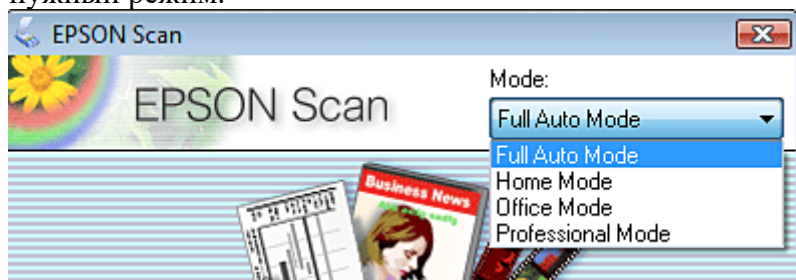 нужный режим.
EPSON Scan
EPSON Scan
Mode:
Full Auto Mode
Full Auto Mode
Home Mode
Office Mode
Professional Mode
Business News